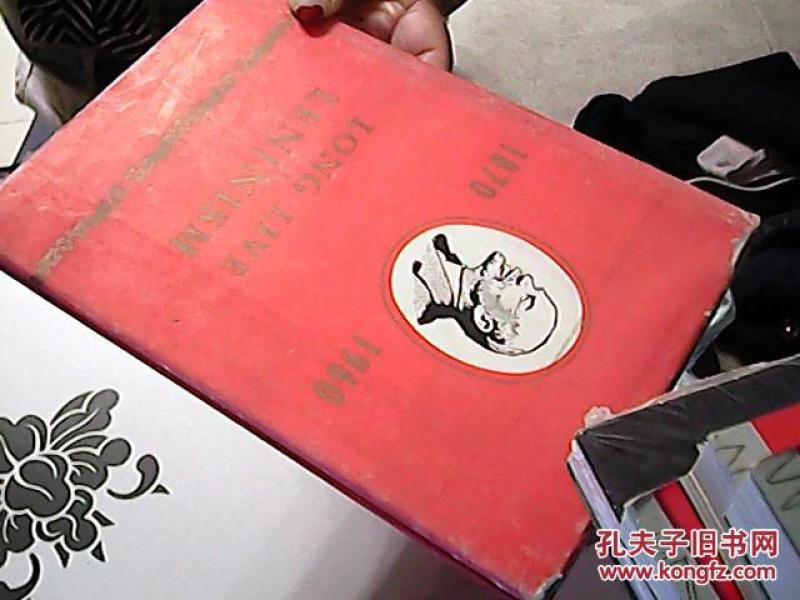 1870
1960
LONG LIVE
LENINISM
孔夫子旧书网
www.kongfz.com